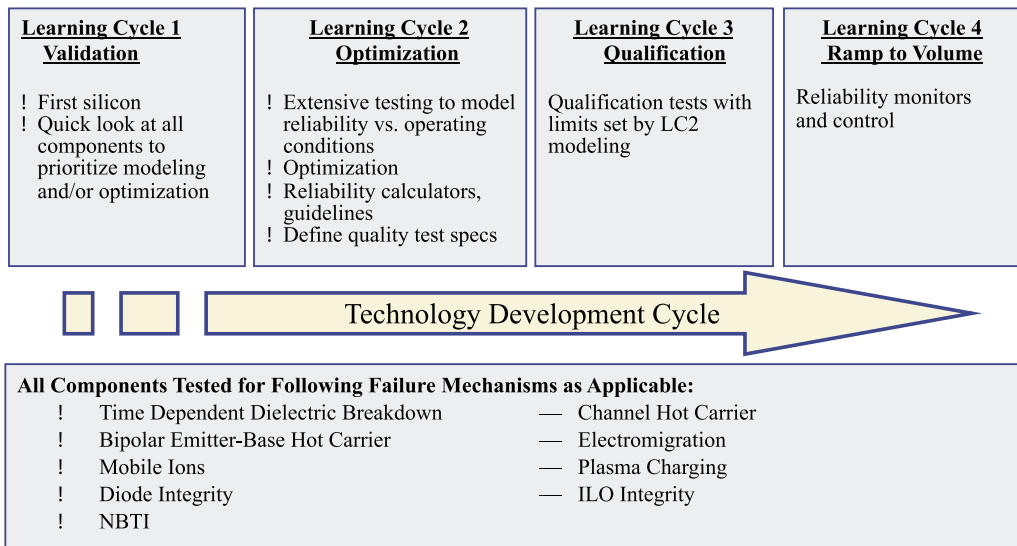 Learning Cycle 1
Validation
! First silicon
! Quick look at all
components to
prioritize modeling
and/or optimization
Learning Cycle 2
Optimization
! Extensive testing to model
reliability vs. operating
conditions
! Optimization
! Reliability calculators,
guidelines
! Define quality test specs
Learning Cycle 3
Qualification
Qualification tests with
limits set by LC2
modeling
Learning Cycle 4
Ramp to Volume
Reliability monitors
and control
Technology Development Cycle
All Components Tested for Following Failure Mechanisms as Applicable:
! Time Dependent Dielectric Breakdown
! Bipolar Emitter-Base Hot Carrier
! Mobile Ions
! Diode Integrity
! NBTI
— Channel Hot Carrier
— Electromigration
— Plasma Charging
— ILO Integrity